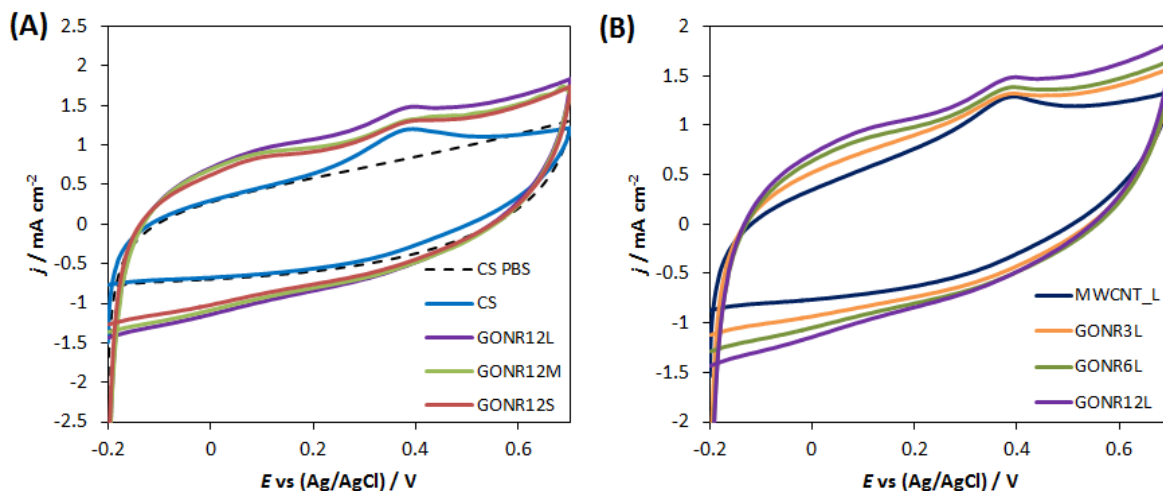 (A)
2.5
2
1.5
1
0.5
0
-0.5
-1
-1.5
-2
-2.5
j / mA cm⁻²
-0.2 0 0.2 0.4 0.6
E vs (Ag/AgCl) / V
CS PBS
CS
GONR12L
GONR12M
GONR12S
(B)
2
1.5
1
0.5
0
-0.5
-1
-1.5
-2
j / mA cm⁻²
-0.2 0 0.2 0.4 0.6
E vs (Ag/AgCl) / V
MWCNT_L
GONR3L
GONR6L
GONR12L